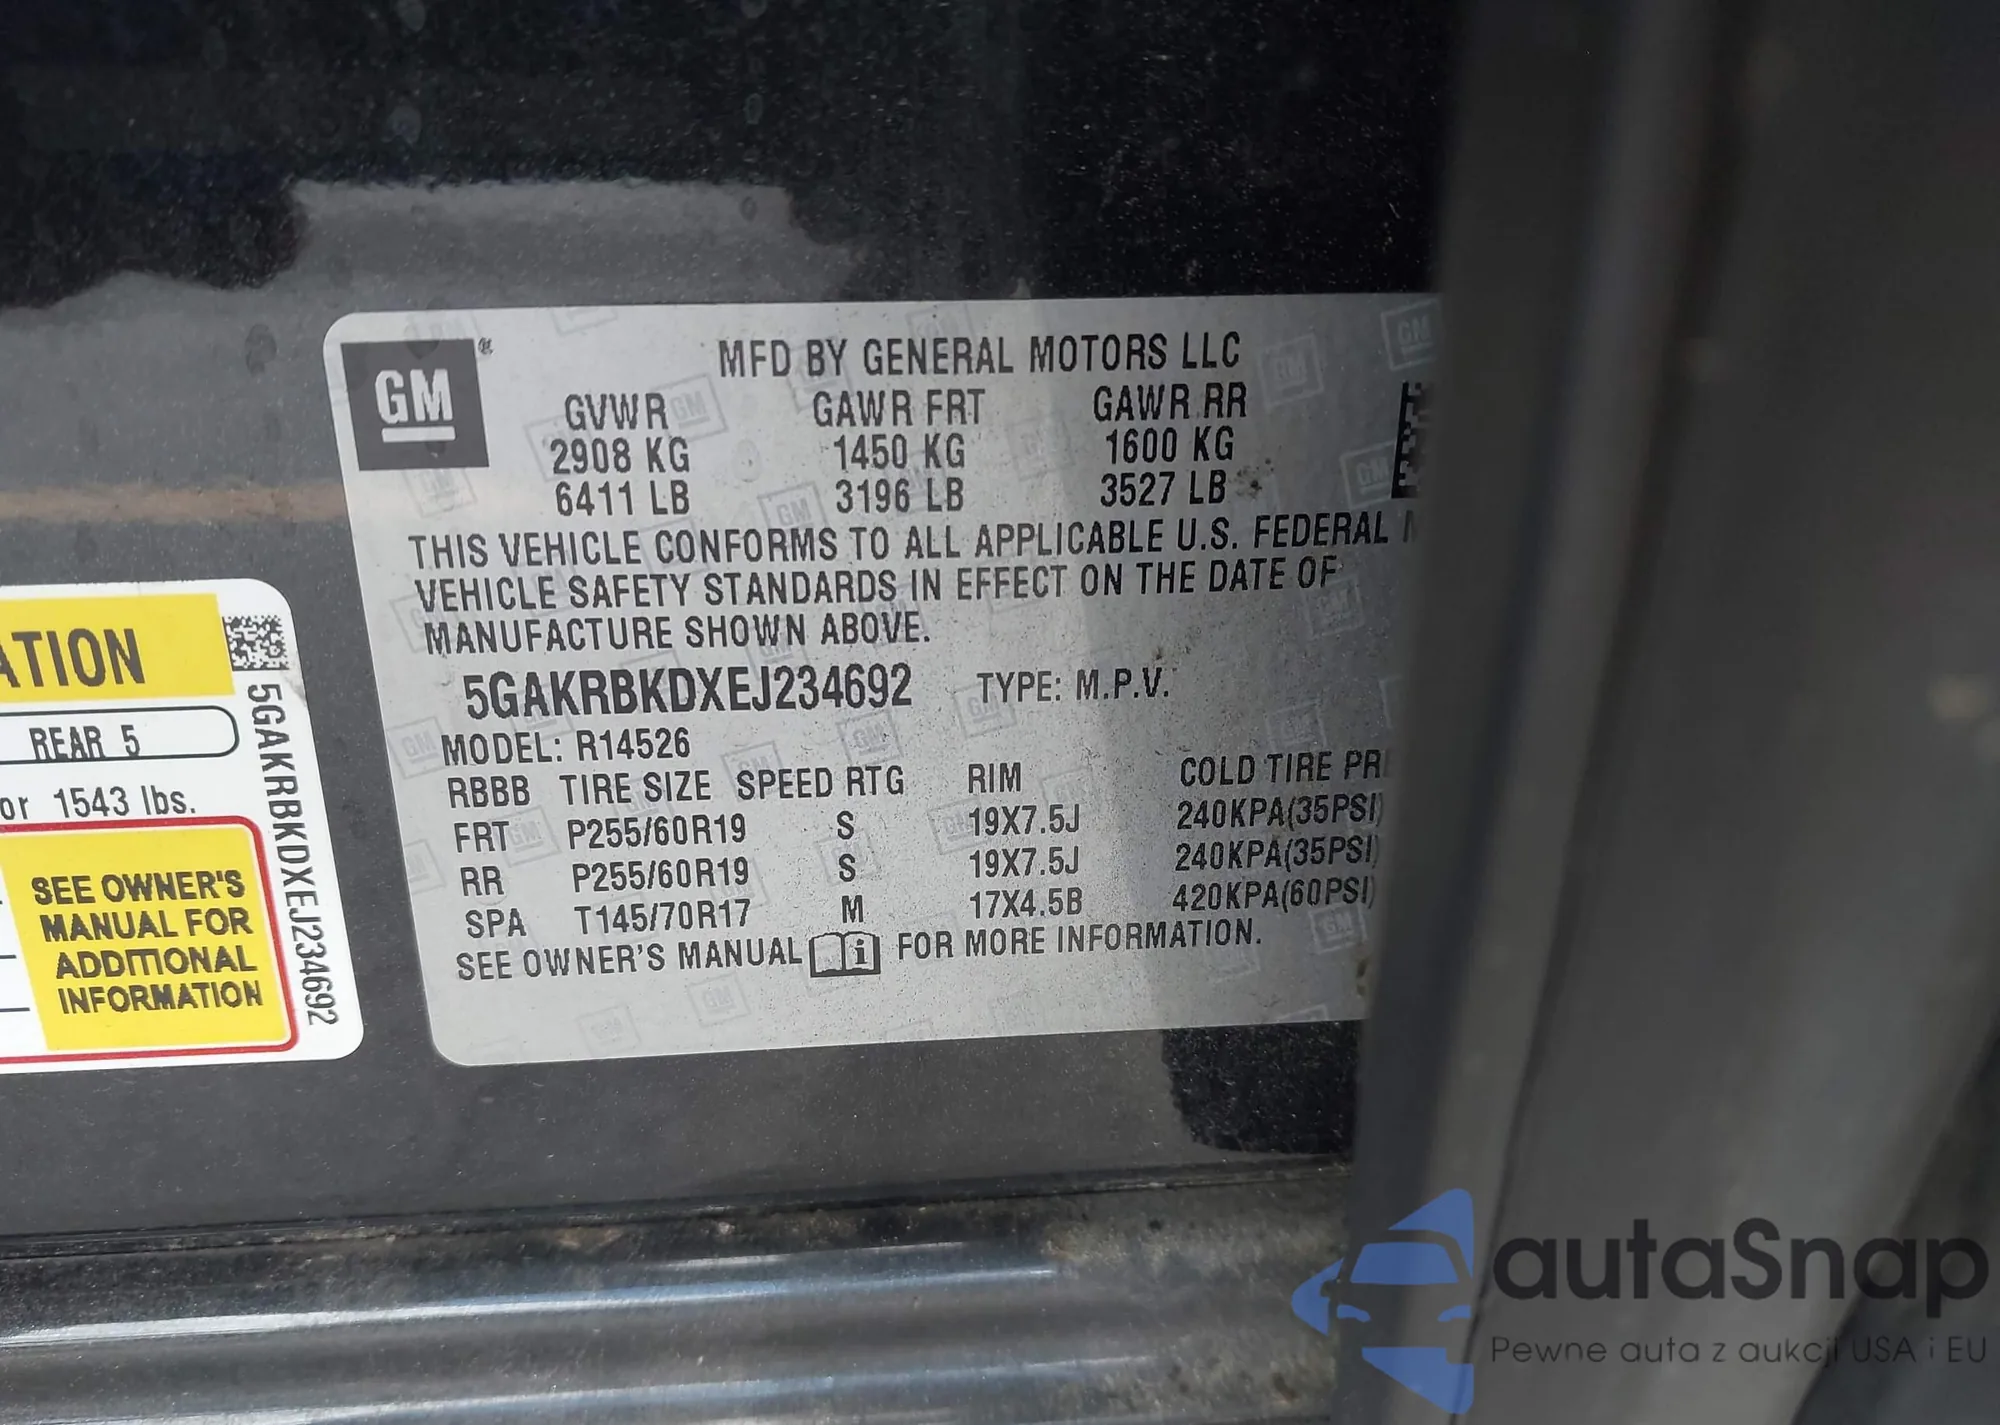 GM
MFD BY GENERAL MOTORS LLC
GVWR GAWR FRT GAWR RR
2908 KG 1450 KG 1600 KG
6411 LB 3196 LB 3527 LB
THIS VEHICLE CONFORMS TO ALL APPLICABLE U.S. FEDERAL
VEHICLE SAFETY STANDARDS IN EFFECT ON THE DATE OF
MANUFACTURE SHOWN ABOVE.
5GAKRBKDXEJ234692 TYPE: M.P.V.
MODEL: R14526
RBBB TIRE SIZE SPEED RTG RIM COLD TIRE
FRT P255/60R19 S 19X7.5J 240KPA(35PSI)
RR P255/60R19 S 19X7.5J 240KPA(35PSI)
SPA T145/70R17 M 17X4.5B 420KPA(60PSI)
SEE OWNER'S MANUAL i FOR MORE INFORMATION.
ATION
REAR 5
or 1543 lbs.
SEE OWNER'S
MANUAL FOR
ADDITIONAL
INFORMATION
5GAKRBKDXEJ234692
autaSnap
Pewne auta z aukcji USA i EU